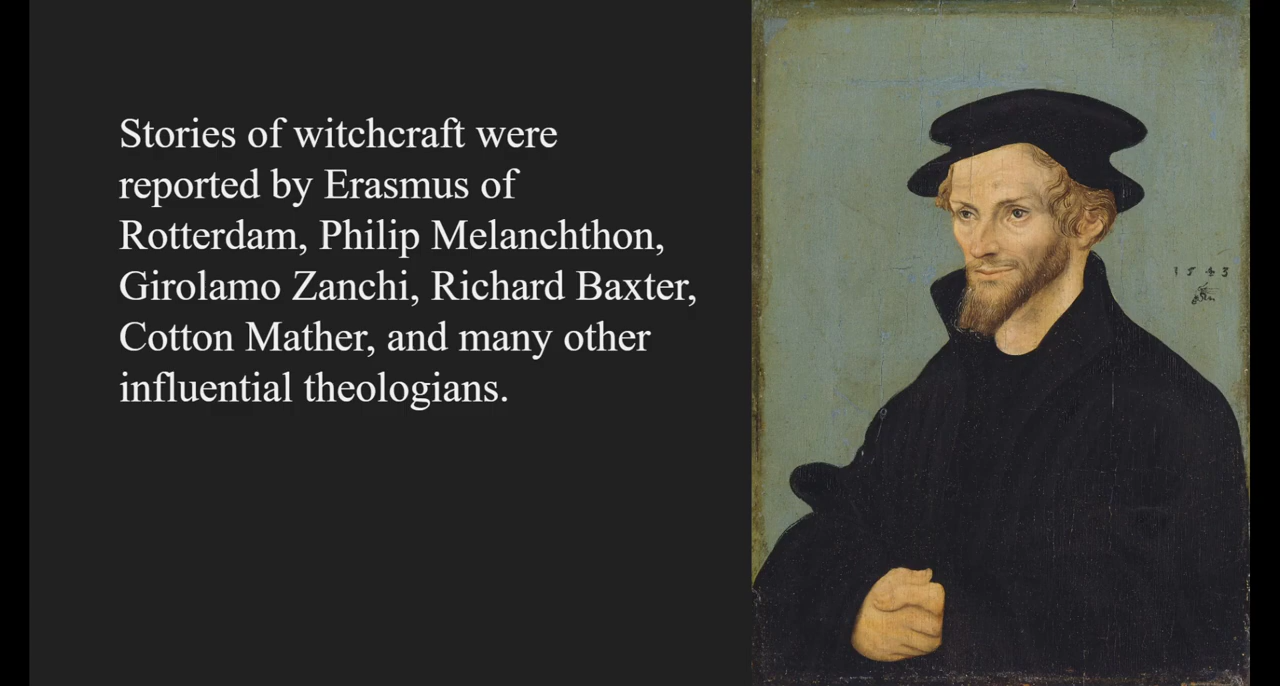 Stories of witchcraft were
reported by Erasmus of
Rotterdam, Philip Melanchthon,
Girolamo Zanchi, Richard Baxter,
Cotton Mather, and many other
influential theologians.
1543